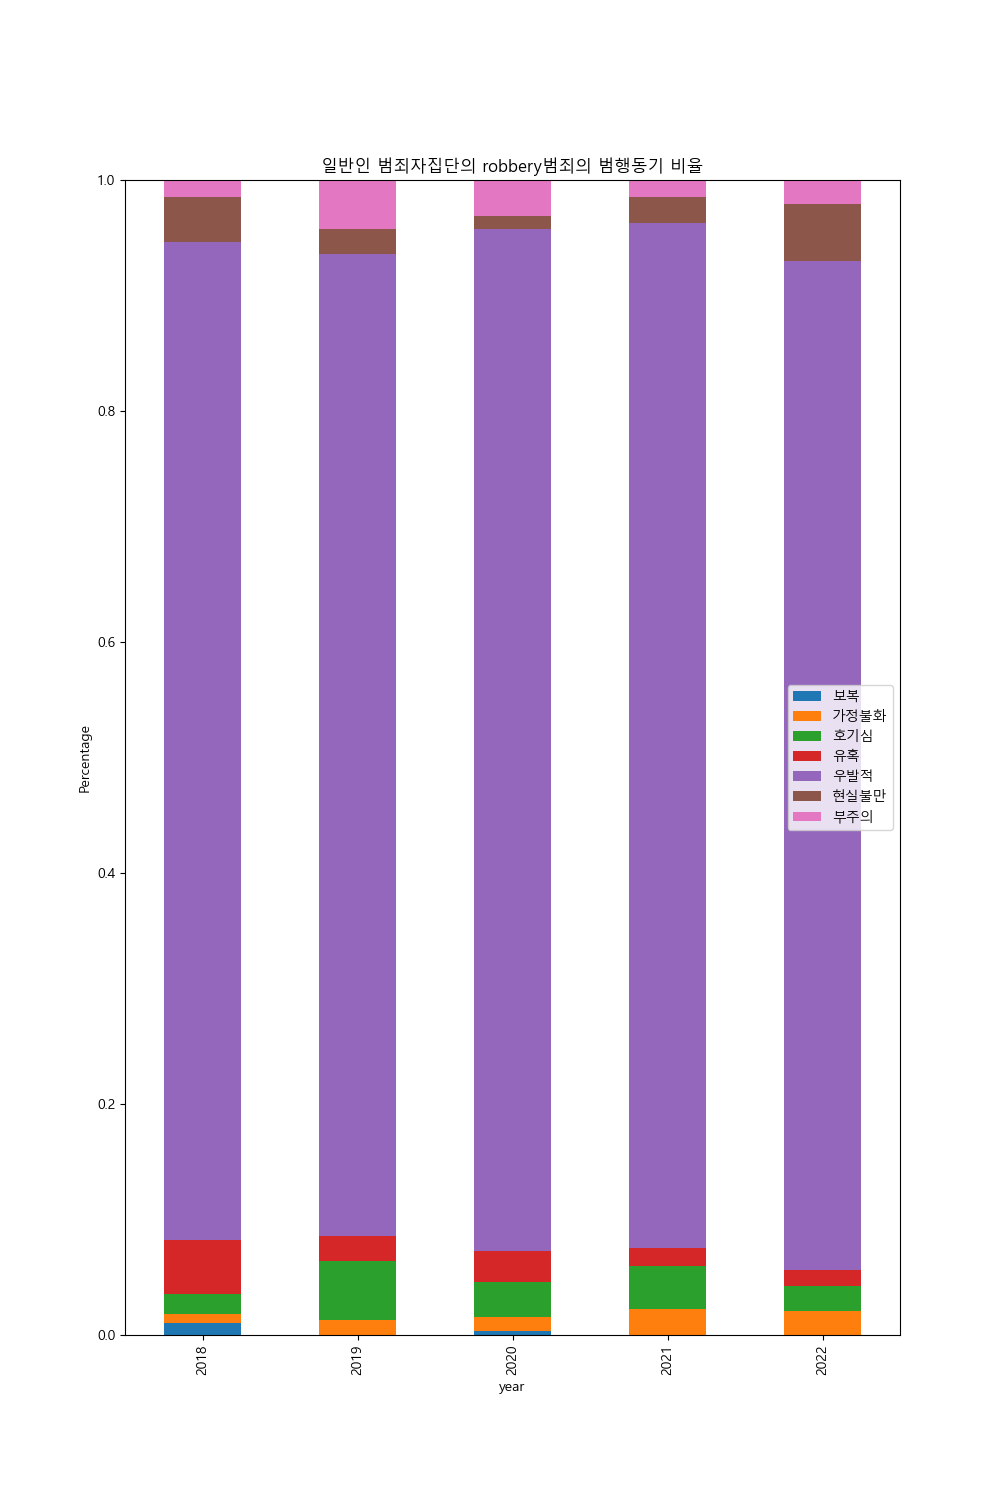 일반인 범죄자집단의 robbery범죄의 범행동기 비율
1.0
0.8
0.6
0.4
0.2
0.0
Percentage
보복
가정불화
호기심
유혹
우발적
현실불만
부주의
2018
2019
2020
2021
2022
year